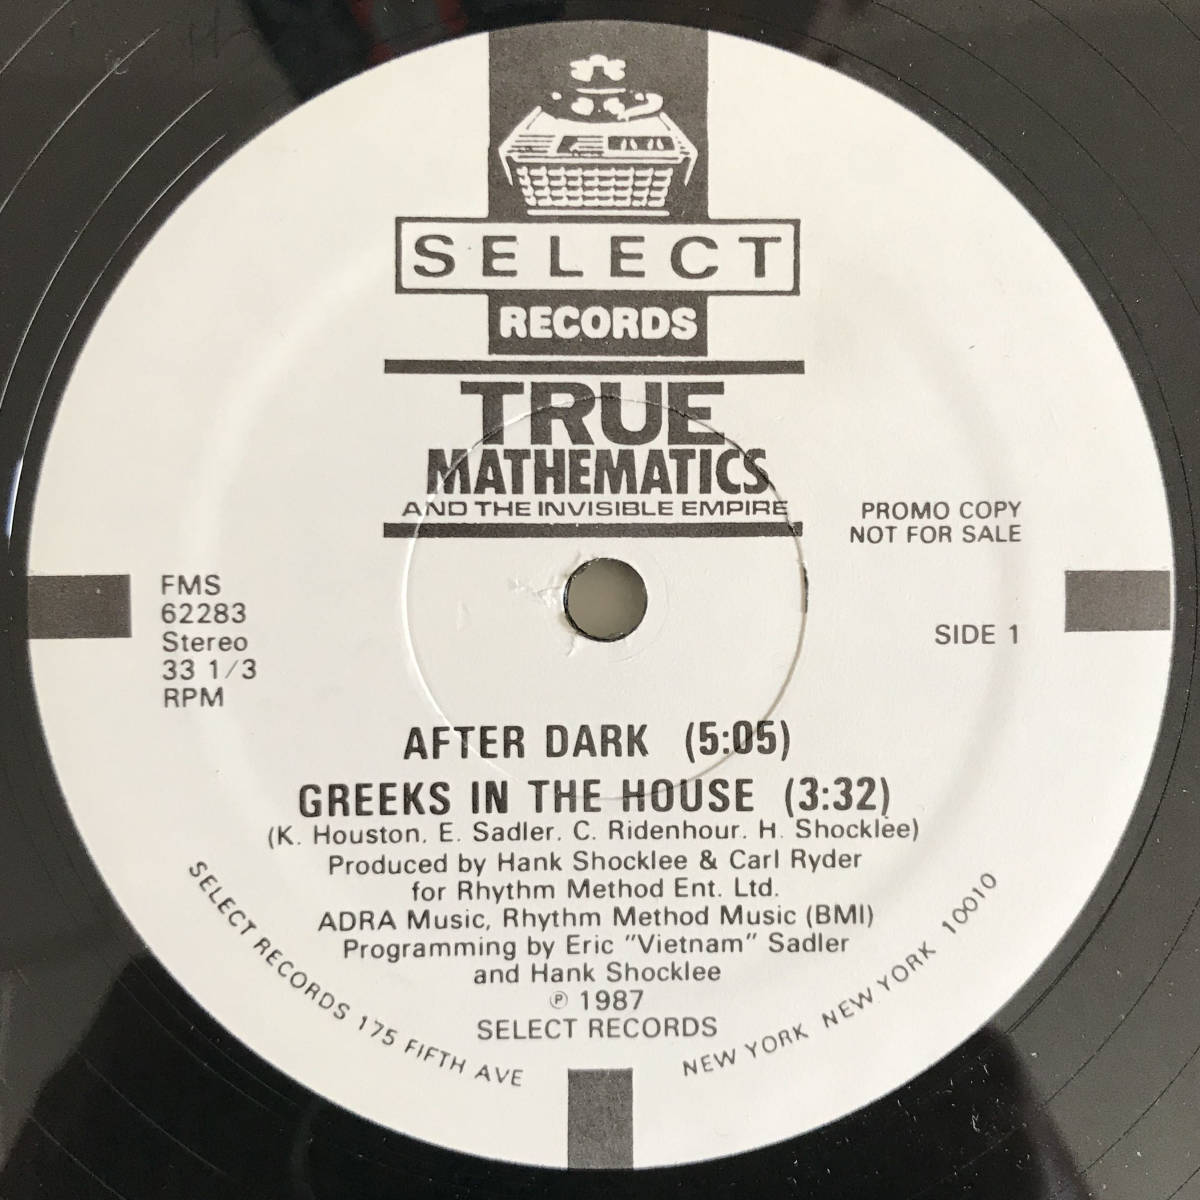 SELECT
RECORDS
TRUE
MATHEMATICS
AND THE INVISIBLE EMPIRE
PROMO COPY
NOT FOR SALE
FMS
62283
Stereo
33 1/3
RPM
SIDE 1
AFTER DARK (5:05)
GREEKS IN THE HOUSE (3:32)
(K. Houston, E. Sadler, C. Ridenhour, H. Shocklee)
Produced by Hank Shocklee & Carl Ryder
for Rhythm Method Ent. Ltd.
ADRA Music, Rhythm Method Music (BMI)
Programming by Eric "Vietnam" Sadler
and Hank Shocklee
℗ 1987
SELECT RECORDS
SELECT RECORDS 175 FIFTH AVE NEW YORK NEW YORK 10010